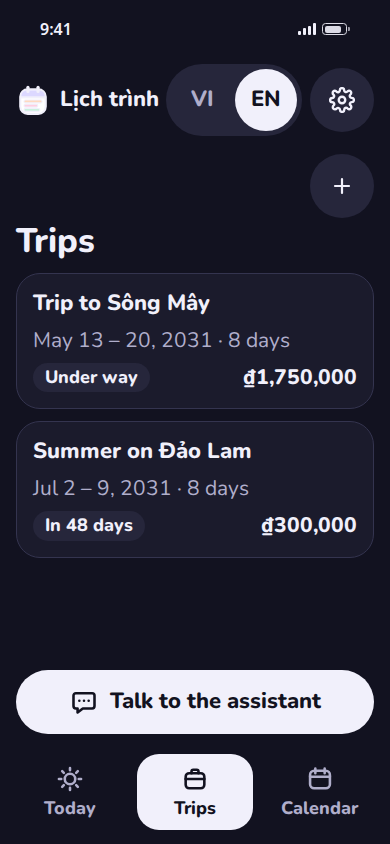 9:41
Lịch trình
VI
EN
Trips
Trip to Sông Mây
May 13 – 20, 2031 · 8 days
Under way
₫1,750,000
Summer on Đảo Lam
Jul 2 – 9, 2031 · 8 days
In 48 days
₫300,000
Talk to the assistant
Today
Trips
Calendar